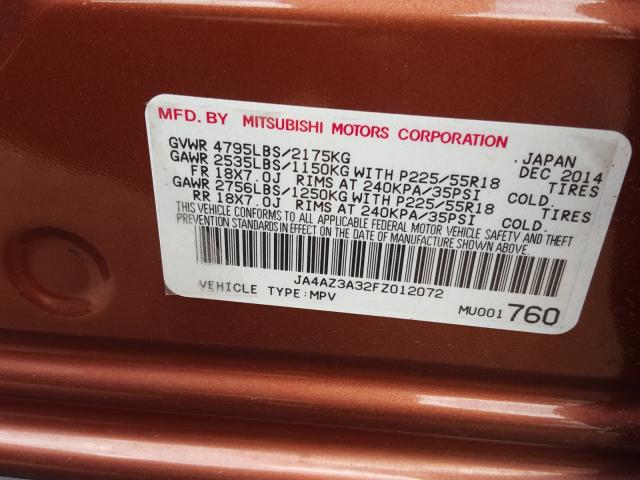 MFD. BY MITSUBISHI MOTORS CORPORATION
JAPAN
GVWR 4795LBS/2175KG DEC 2014
GAWR 2535LBS/1150KG WITH P225/55R18 TIRES
FR 18X7.0J RIMS AT 240KPA/35PSI COLD.
GAWR 2756LBS/1250KG WITH P225/55R18 TIRES
RR 18X7.0J RIMS AT 240KPA/35PSI COLD.
THIS VEHICLE CONFORMS TO ALL APPLICABLE FEDERAL MOTOR VEHICLE SAFETY AND THEFT
PREVENTION STANDARDS IN EFFECT ON THE DATE OF MANUFACTURE SHOWN ABOVE.
JA4AZ3A32FZ012072
VEHICLE TYPE:MPV
MU001760